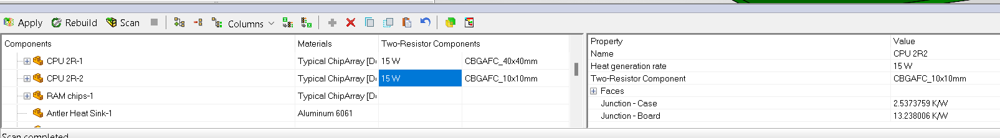 Apply Rebuild Scan Columns
Components Materials Two-Resistor Components
CPU 2R-1 Typical ChipArray [D 15 W CBGAFC_40x40mm
CPU 2R-2 Typical ChipArray [D 15 W CBGAFC_10x10mm
RAM chips-1 Typical ChipArray [D
Antler Heat Sink-1 Aluminum 6061
Property Value
Name CPU 2R2
Heat generation rate 15 W
Two-Resistor Component CBGAFC_10x10mm
Faces
Junction - Case 2.5373759 K/W
Junction - Board 13.238006 K/W
Scan completed